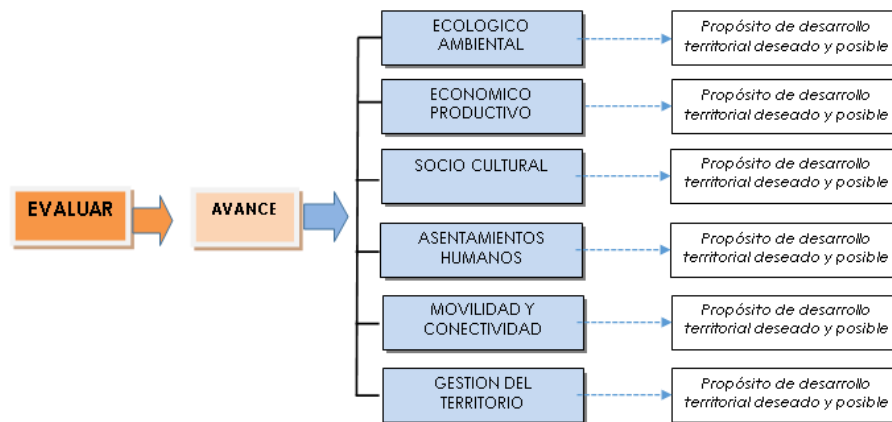 EVALUAR
AVANCE
ECOLOGICO
AMBIENTAL
Propósito de desarrollo
territorial deseado y posible
ECONOMICO
PRODUCTIVO
Propósito de desarrollo
territorial deseado y posible
SOCIO CULTURAL
Propósito de desarrollo
territorial deseado y posible
ASENTAMIENTOS
HUMANOS
Propósito de desarrollo
territorial deseado y posible
MOVILIDAD Y
CONECTIVIDAD
Propósito de desarrollo
territorial deseado y posible
GESTION DEL
TERRITORIO
Propósito de desarrollo
territorial deseado y posible